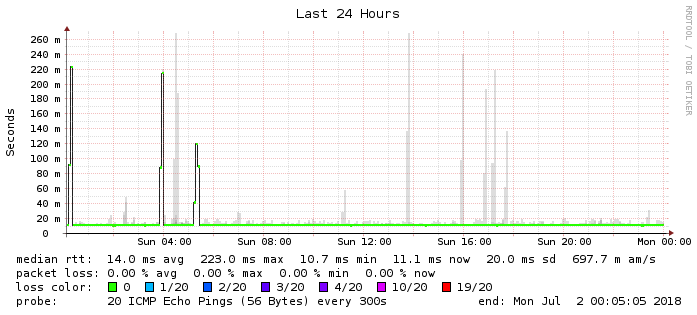 Last 24 Hours
RRDTOOL / TOBI OETIKER
Seconds
260 m
240 m
220 m
200 m
180 m
160 m
140 m
120 m
100 m
80 m
60 m
40 m
20 m
0
Sun 04:00 Sun 08:00 Sun 12:00 Sun 16:00 Sun 20:00 Mon 00:00
median rtt: 14.0 ms avg 223.0 ms max 10.7 ms min 11.1 ms now 20.0 ms sd 697.7 m am/s
packet loss: 0.00 % avg 0.00 % max 0.00 % min 0.00 % now
loss color: 0 1/20 2/20 3/20 4/20 10/20 19/20
probe: 20 ICMP Echo Pings (56 Bytes) every 300s end: Mon Jul 2 00:05:05 2018